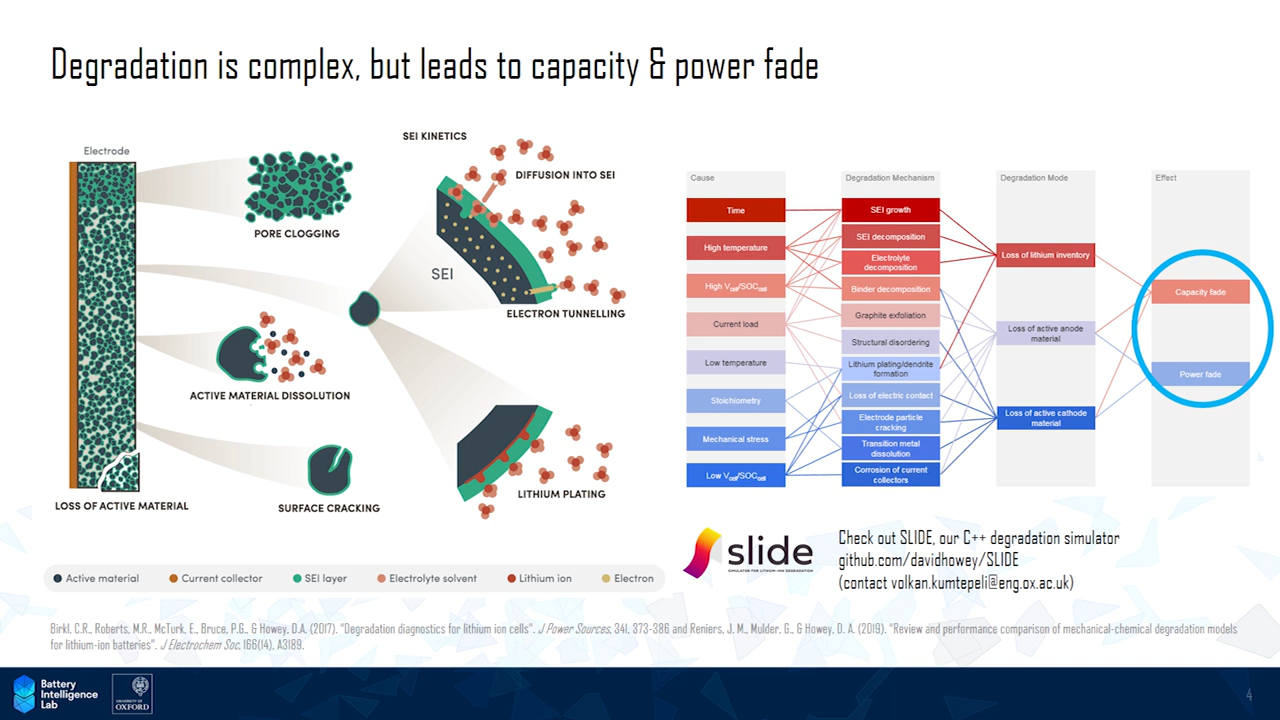 Degradation is complex, but leads to capacity & power fade
Electrode
PORE CLOGGING
ACTIVE MATERIAL DISSOLUTION
LOSS OF ACTIVE MATERIAL
SURFACE CRACKING
SEI KINETICS
DIFFUSION INTO SEI
SEI
ELECTRON TUNNELLING
LITHIUM PLATING
Active material
Current collector
SEI layer
Electrolyte solvent
Lithium ion
Electron
Cause
Time
High temperature
High Vcell/SOCcell
Current load
Low temperature
Stoichiometry
Mechanical stress
Low Vcell/SOCcell
Degradation Mechanism
SEI growth
SEI decomposition
Electrolyte
decomposition
Binder decomposition
Graphite exfoliation
Structural disordering
Lithium plating/dendrite
formation
Loss of electric contact
Electrode particle
cracking
Transition metal
dissolution
Corrosion of current
collectors
Degradation Mode
Loss of lithium inventory
Loss of active anode
material
Loss of active cathode
material
Effect
Capacity fade
Power fade
slide
SIMULATOR FOR LITHIUM-ION DEGRADATION
Check out SLIDE, our C++ degradation simulator
github.com/davidhowey/SLIDE
(contact volkan.kumtepeli@eng.ox.ac.uk)
Birkl, C.R., Roberts, M.R., McTurk, E., Bruce, P.G., & Howey, D.A. (2017). "Degradation diagnostics for lithium ion cells". J Power Sources, 341, 373-386 and Reniers, J. M., Mulder, G., & Howey, D. A. (2019). "Review and performance comparison of mechanical-chemical degradation models
for lithium-ion batteries". J Electrochem Soc, 166(14), A3189.
Battery
Intelligence
Lab
UNIVERSITY OF
OXFORD
4